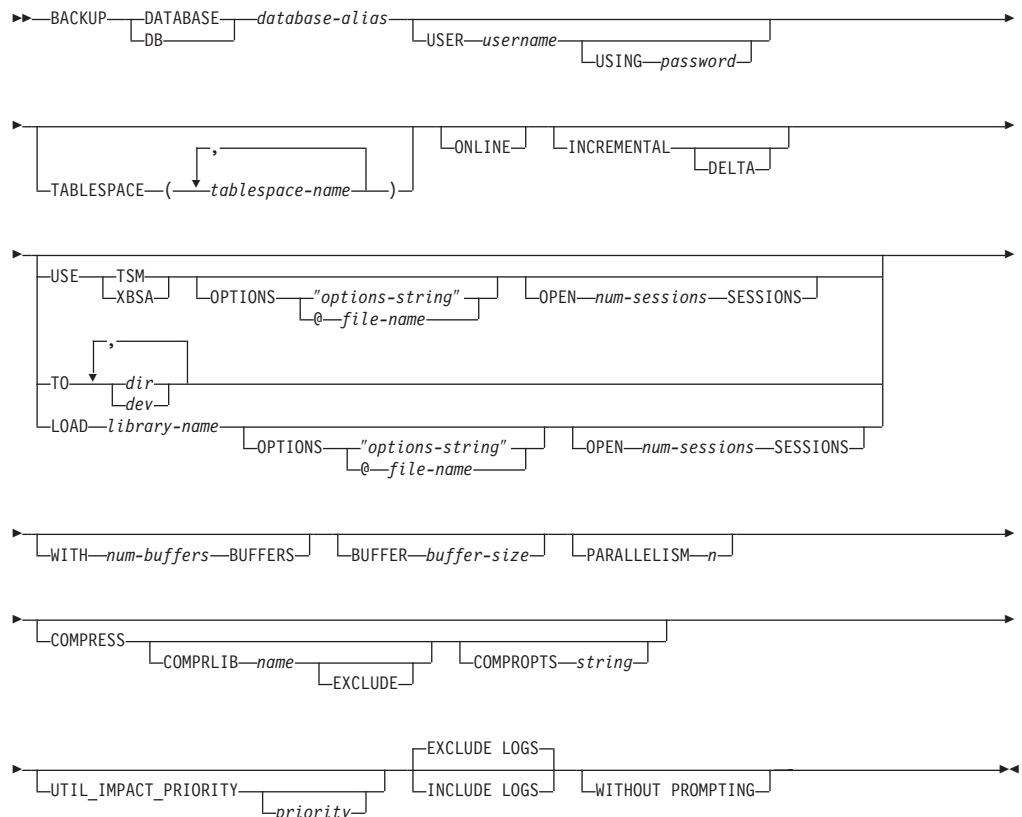 BACKUP DATABASE database-alias
DB USER username
USING password
,
ONLINE INCREMENTAL
TABLESPACE ( tablespace-name ) DELTA
USE TSM
XBSA OPTIONS "options-string" OPEN num-sessions SESSIONS
@ file-name
,
TO dir
dev
LOAD library-name
OPTIONS "options-string" OPEN num-sessions SESSIONS
@ file-name
WITH num-buffers BUFFERS BUFFER buffer-size PARALLELISM n
COMPRESS
COMPRLIB name COMPROPTS string
EXCLUDE
EXCLUDE LOGS
UTIL_IMPACT_PRIORITY INCLUDE LOGS WITHOUT PROMPTING
priority